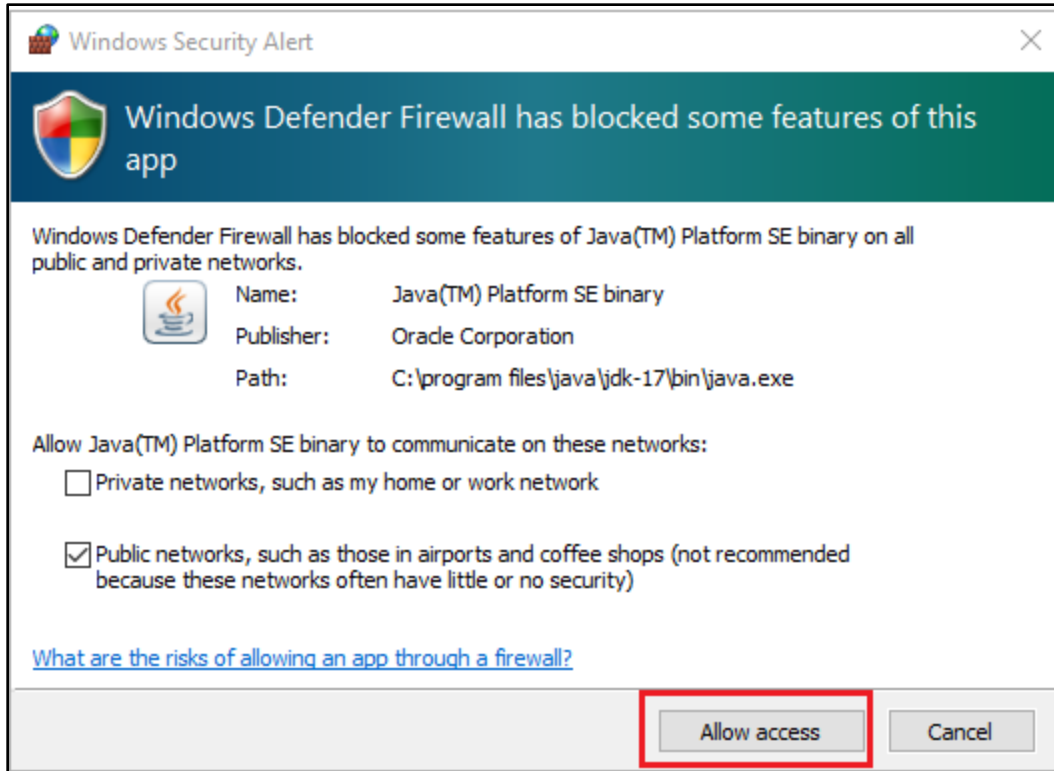 Windows Security Alert
Windows Defender Firewall has blocked some features of this
app
Windows Defender Firewall has blocked some features of Java(TM) Platform SE binary on all
public and private networks.
Name: Java(TM) Platform SE binary
Publisher: Oracle Corporation
Path: C:\program files\java\jdk-17\bin\java.exe
Allow Java(TM) Platform SE binary to communicate on these networks:
Private networks, such as my home or work network
Public networks, such as those in airports and coffee shops (not recommended
because these networks often have little or no security)
What are the risks of allowing an app through a firewall?
Allow access Cancel